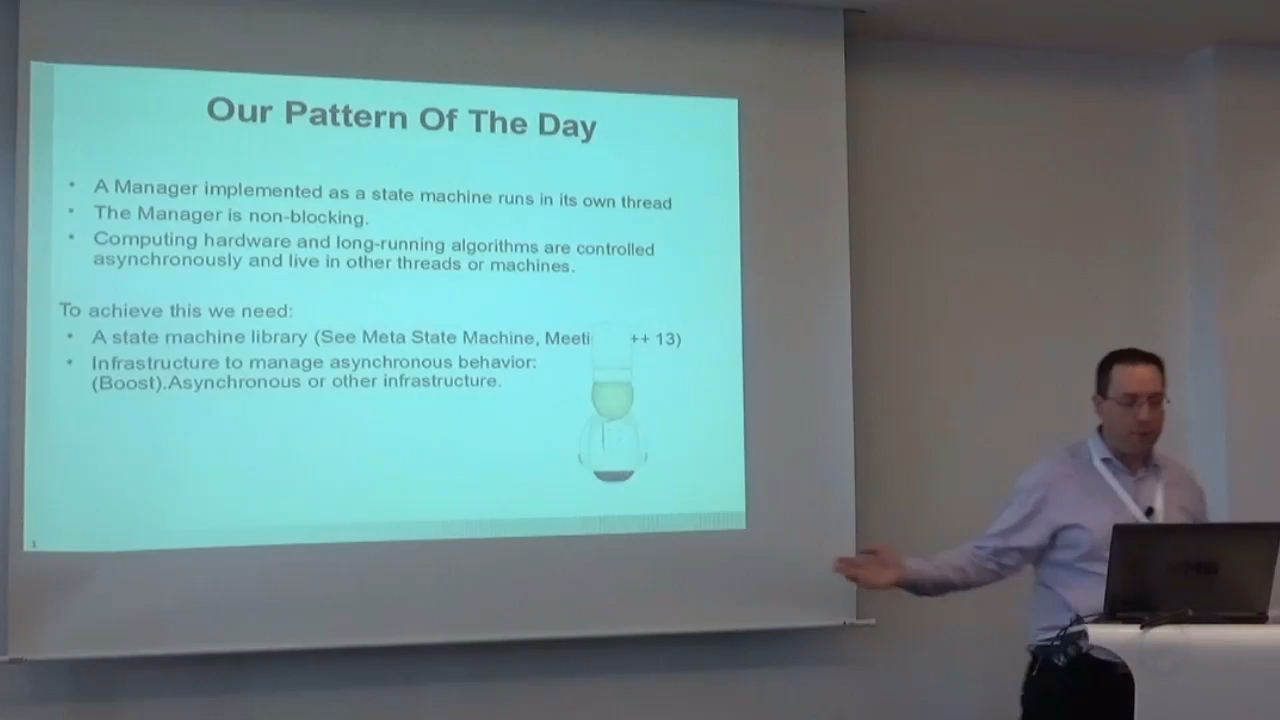 Our Pattern Of The Day
• A Manager implemented as a state machine runs in its own thread
• The Manager is non-blocking.
• Computing hardware and long-running algorithms are controlled
asynchronously and live in other threads or machines.
To achieve this we need:
• A state machine library (See Meta State Machine, Meeti ++ 13)
• Infrastructure to manage asynchronous behavior:
(Boost).Asynchronous or other infrastructure.
1